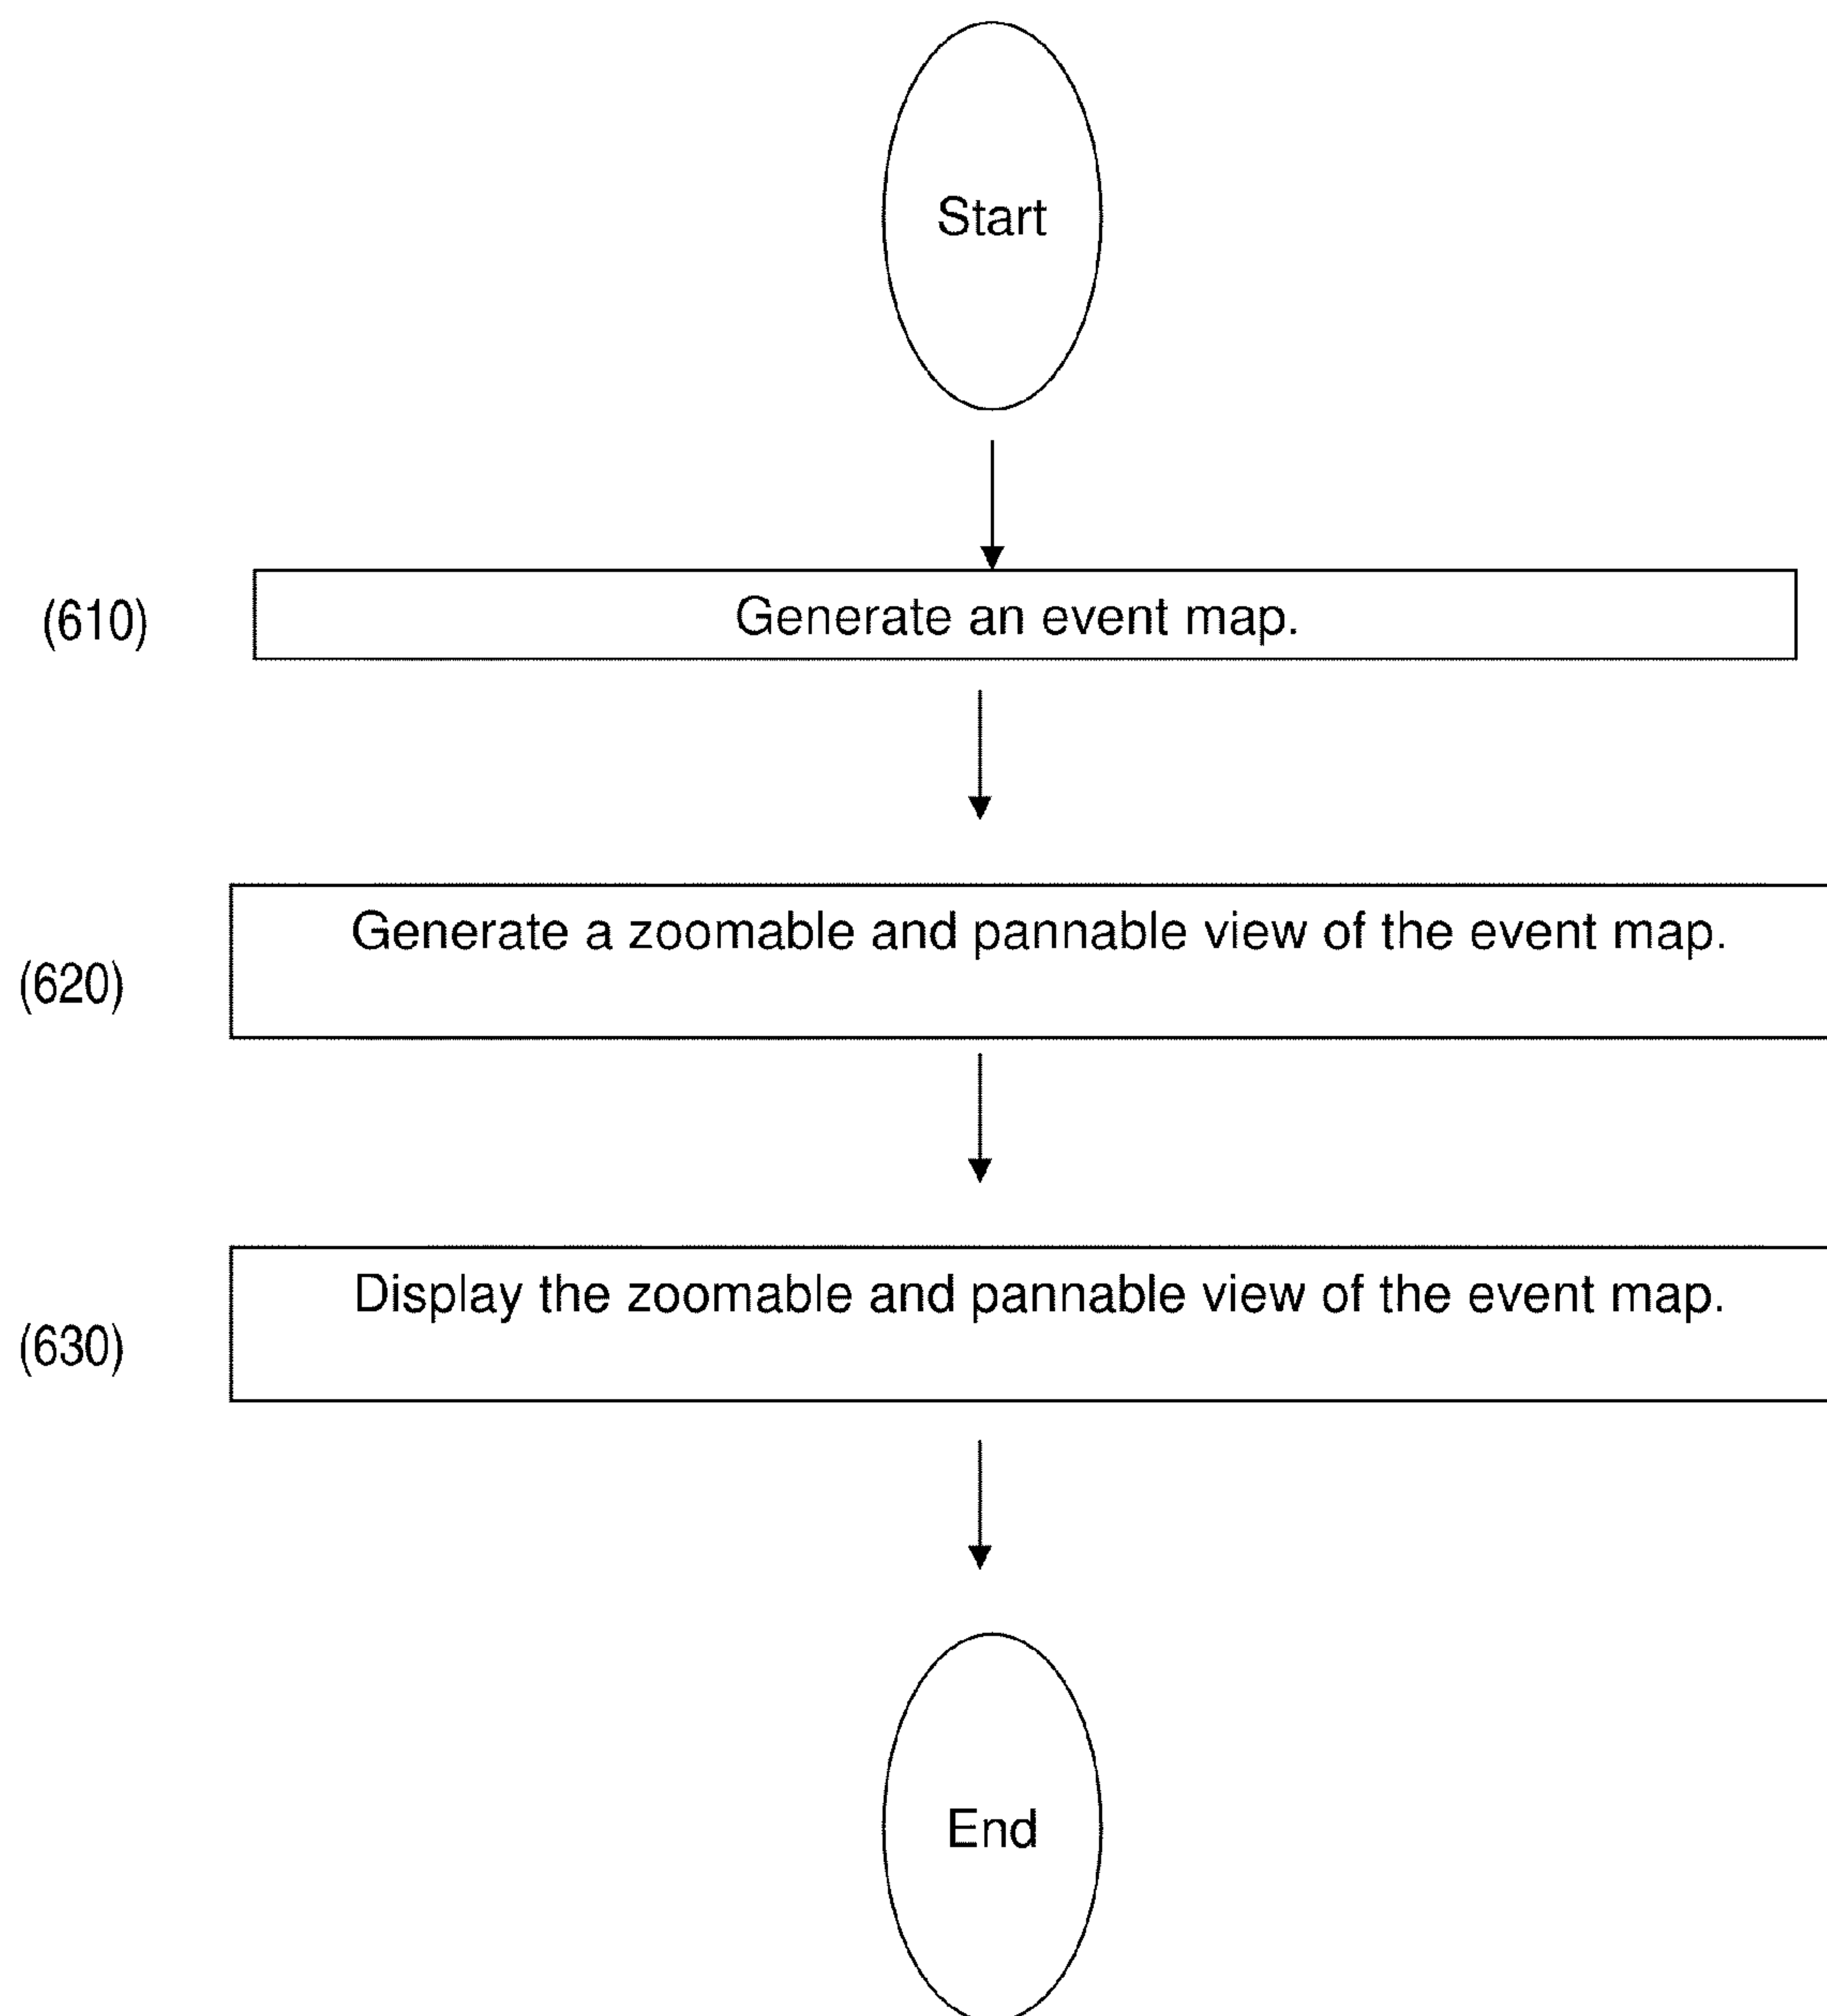 Start
(610)
Generate an event map.
(620)
Generate a zoomable and pannable view of the event map.
(630)
Display the zoomable and pannable view of the event map.
End